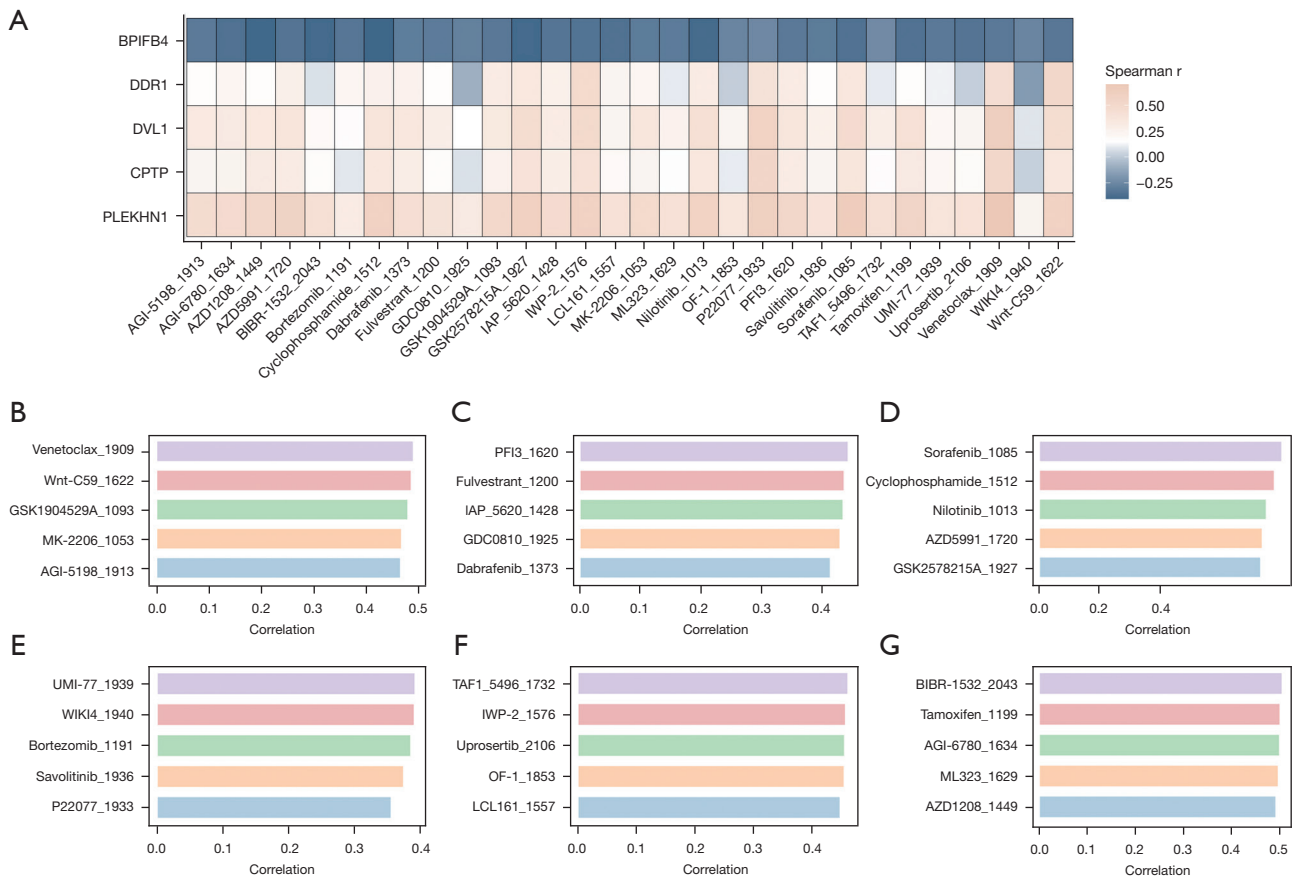 A
BPIFB4
DDR1
DVL1
CPTP
PLEKHN1
Spearman r
0.50
0.25
0.00
−0.25
AGI-5198_1913
AGI-6780_1634
AZD1208_1449
AZD5991_1720
BIBR-1532_2043
Bortezomib_1191
Cyclophosphamide_1512
Dabrafenib_1373
Fulvestrant_1200
GDC0810_1925
GSK1904529A_1093
GSK2578215A_1927
IAP_5620_1428
IWP-2_1576
LCL161_1557
MK-2206_1053
ML323_1629
Nilotinib_1013
OF-1_1853
P22077_1933
PFI3_1620
Savolitinib_1936
Sorafenib_1085
TAF1_5496_1732
Tamoxifen_1199
UMI-77_1939
Uprosertib_2106
Venetoclax_1909
WIKI4_1940
Wnt-C59_1622
B
Venetoclax_1909
Wnt-C59_1622
GSK1904529A_1093
MK-2206_1053
AGI-5198_1913
0.0 0.1 0.2 0.3 0.4 0.5
Correlation
C
PFI3_1620
Fulvestrant_1200
IAP_5620_1428
GDC0810_1925
Dabrafenib_1373
0.0 0.1 0.2 0.3 0.4
Correlation
D
Sorafenib_1085
Cyclophosphamide_1512
Nilotinib_1013
AZD5991_1720
GSK2578215A_1927
0.0 0.2 0.4
Correlation
E
UMI-77_1939
WIKI4_1940
Bortezomib_1191
Savolitinib_1936
P22077_1933
0.0 0.1 0.2 0.3 0.4
Correlation
F
TAF1_5496_1732
IWP-2_1576
Uprosertib_2106
OF-1_1853
LCL161_1557
0.0 0.1 0.2 0.3 0.4
Correlation
G
BIBR-1532_2043
Tamoxifen_1199
AGI-6780_1634
ML323_1629
AZD1208_1449
0.0 0.1 0.2 0.3 0.4 0.5
Correlation